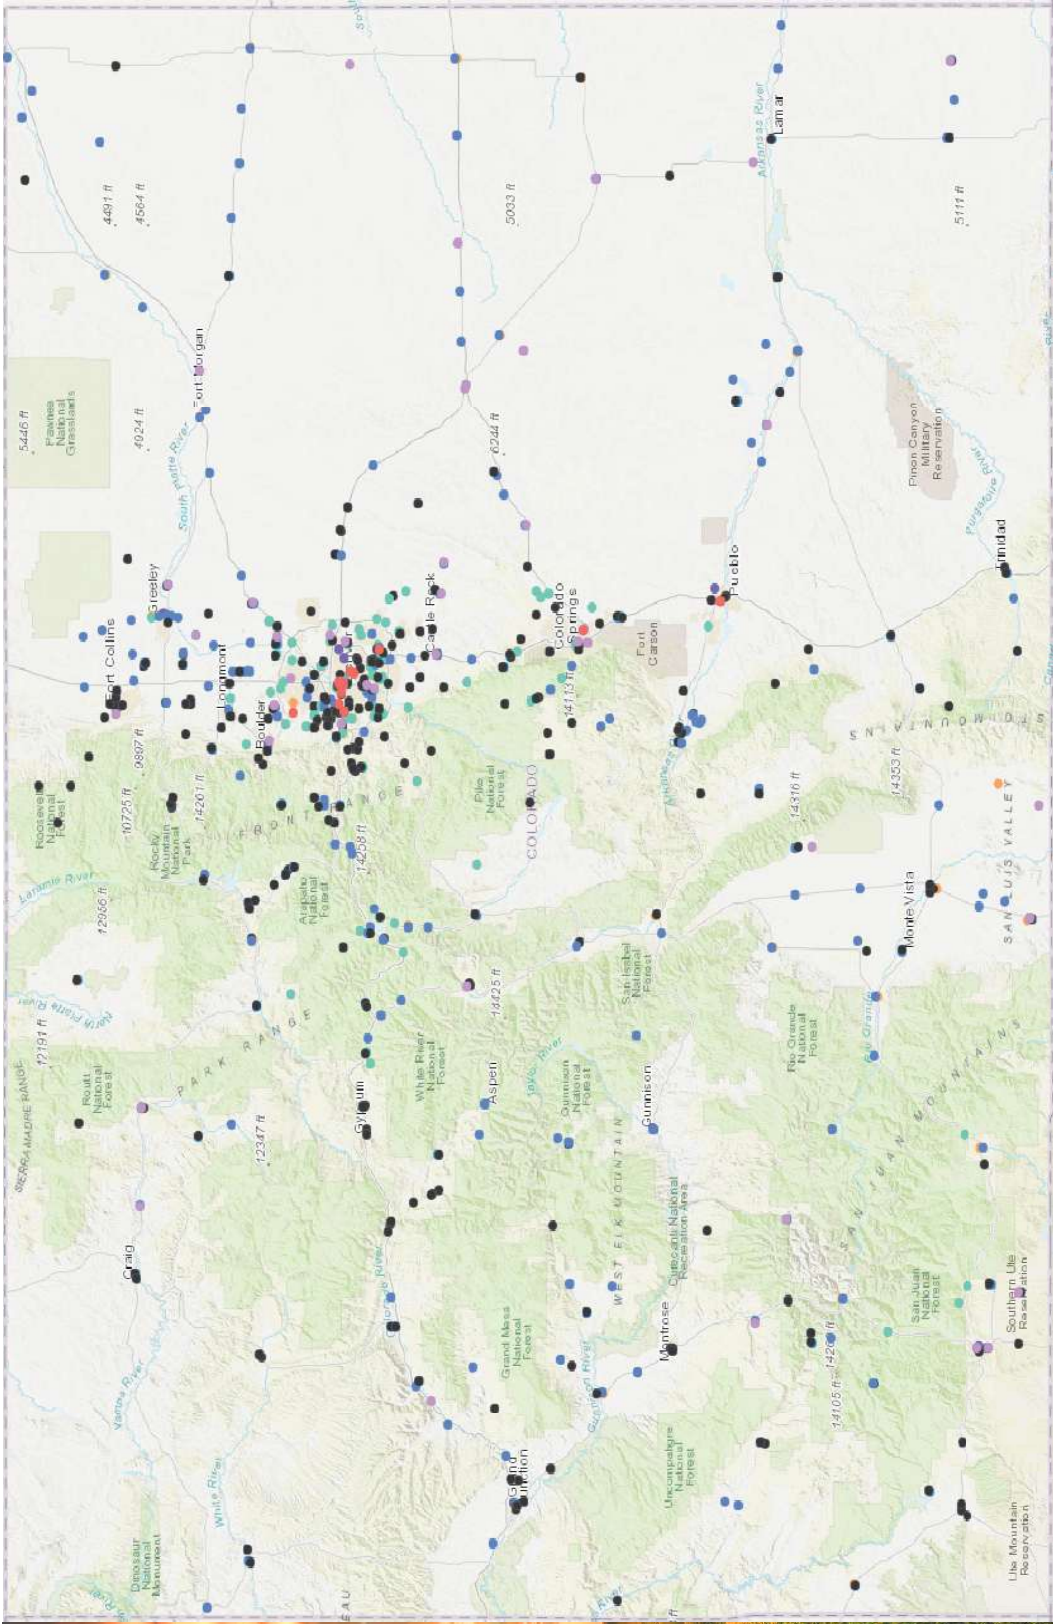 Lamar
Arkansas River
4491 ft
4564 ft
5033 ft
5111 ft
Fort Morgan
5446 ft
Pawnee
National
Grasslands
4924 ft
South Platte River
6244 ft
Pinon Canyon
Military
Reservation
Purgatoire River
Trinidad
Greeley
Fort Collins
Longmont
Boulder
Castle Rock
Colorado
Springs
Fort
Carson
Pueblo
14113 ft
9897 ft
10725 ft
14261 ft
Roosevelt
National
Forest
Rocky
Mountain
National
Park
FRONT RANGE
14258 ft
Pike
National
Forest
COLORADO
14316 ft
14353 ft
SAN LUIS VALLEY
Laramie River
12956 ft
Arapaho
National
Forest
Monte Vista
San Isabel
National
Forest
14425 ft
North Platte River
12191 ft
PARK RANGE
White River
National
Forest
Rio Grande
National
Forest
Rio Grande
SIERRA MADRE RANGE
Routt
National
Forest
Gypsum
Aspen
Taylor River
Gunnison
National
Forest
Gunnison
12347 ft
WEST ELK MOUNTAIN
SAN JUAN MOUNTAINS
Curecanti National
Recreation Area
Craig
Colorado River
San Juan
National
Forest
Southern Ute
Reservation
Grand Mesa
National
Forest
Montrose
Gunnison River
14105 ft
Yampa River
White River
Grand
Junction
Uncompahgre
National
Forest
Dinosaur
National
Monument
Ute Mountain
Reservation
EAU
ft